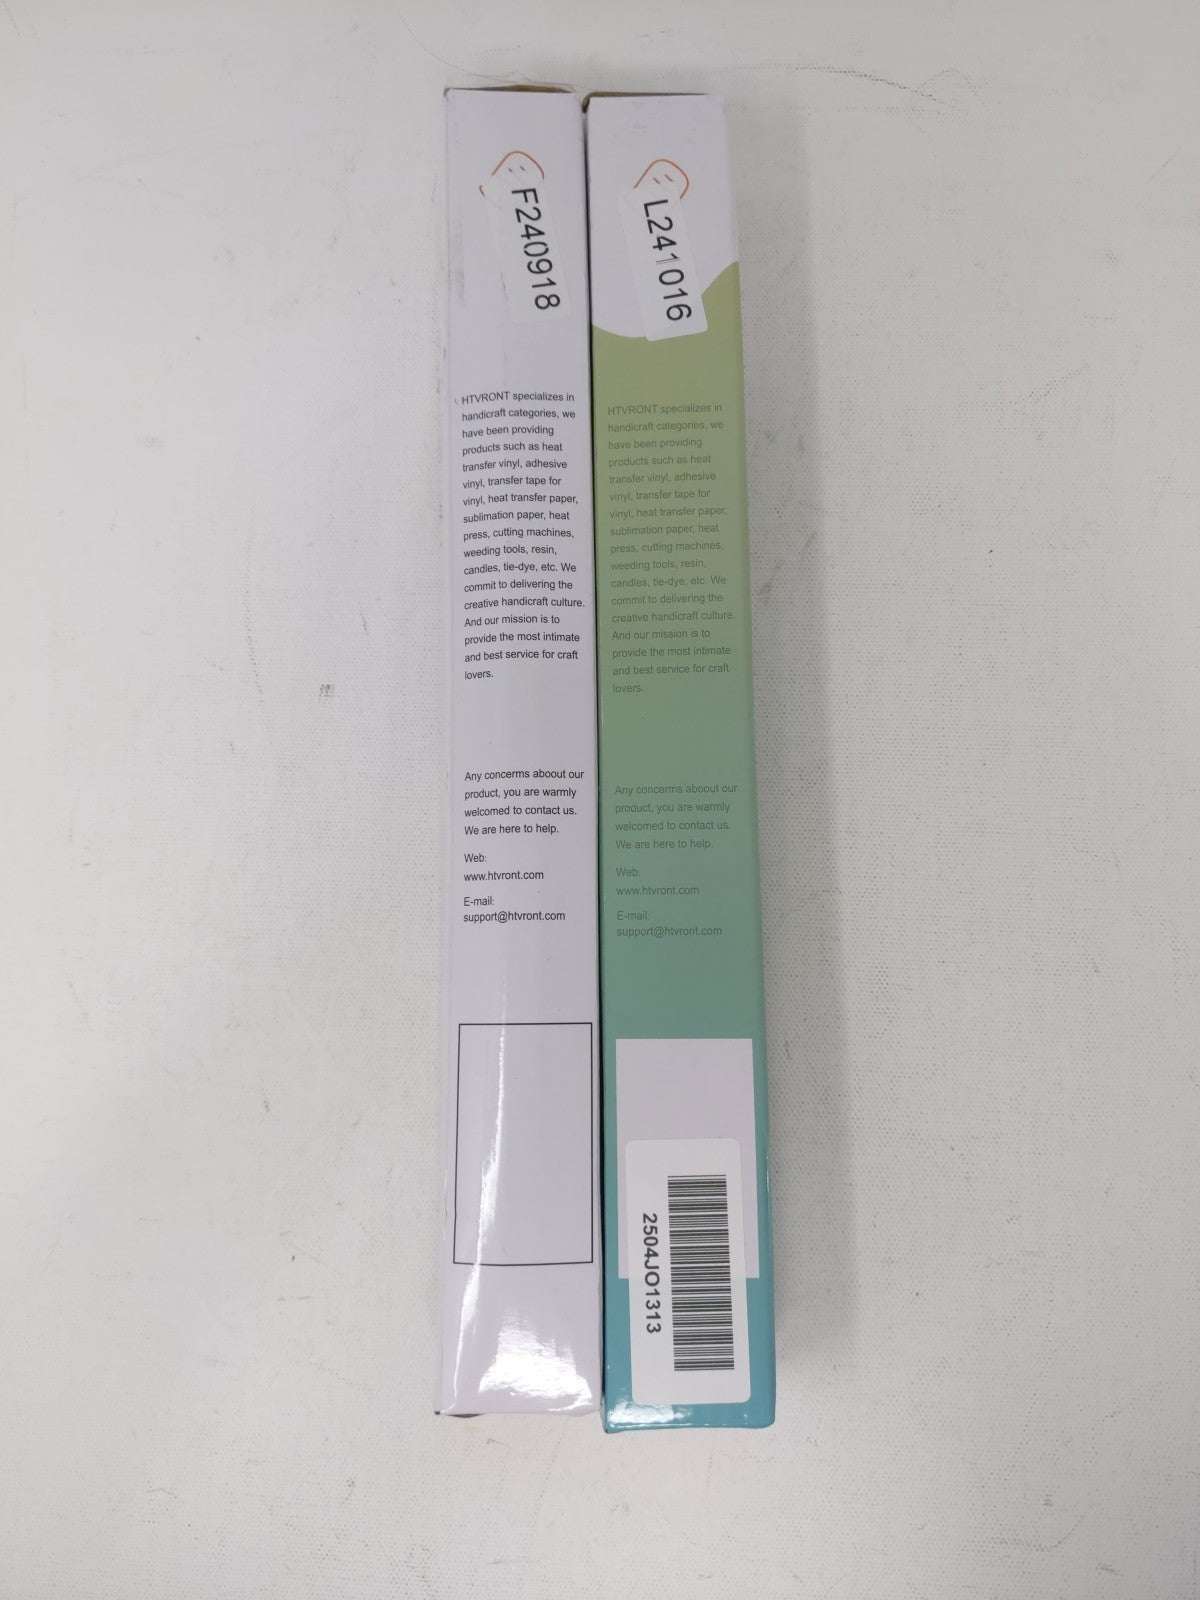 F240918
HTVRONT specializes in
handicraft categories, we
have been providing
products such as heat
transfer vinyl, adhesive
vinyl, transfer tape for
vinyl, heat transfer paper,
sublimation paper, heat
press, cutting machines,
weeding tools, resin,
candles, tie-dye, etc. We
commit to delivering the
creative handicraft culture.
And our mission is to
provide the most intimate
and best service for craft
lovers.
Any concerns aboout our
product, you are warmly
welcomed to contact us.
We are here to help.
Web:
www.htvront.com
E-mail:
support@htvront.com
L241016
HTVRONT specializes in
handicraft categories, we
have been providing
products such as heat
transfer vinyl, adhesive
vinyl, transfer tape for
vinyl, heat transfer paper,
sublimation paper, heat
press, cutting machines,
weeding tools, resin,
candles, tie-dye, etc. We
commit to delivering the
creative handicraft culture.
And our mission is to
provide the most intimate
and best service for craft
lovers.
Any concerns aboout our
product, you are warmly
welcomed to contact us.
We are here to help.
Web:
www.htvront.com
E-mail:
support@htvront.com
2504JO1313